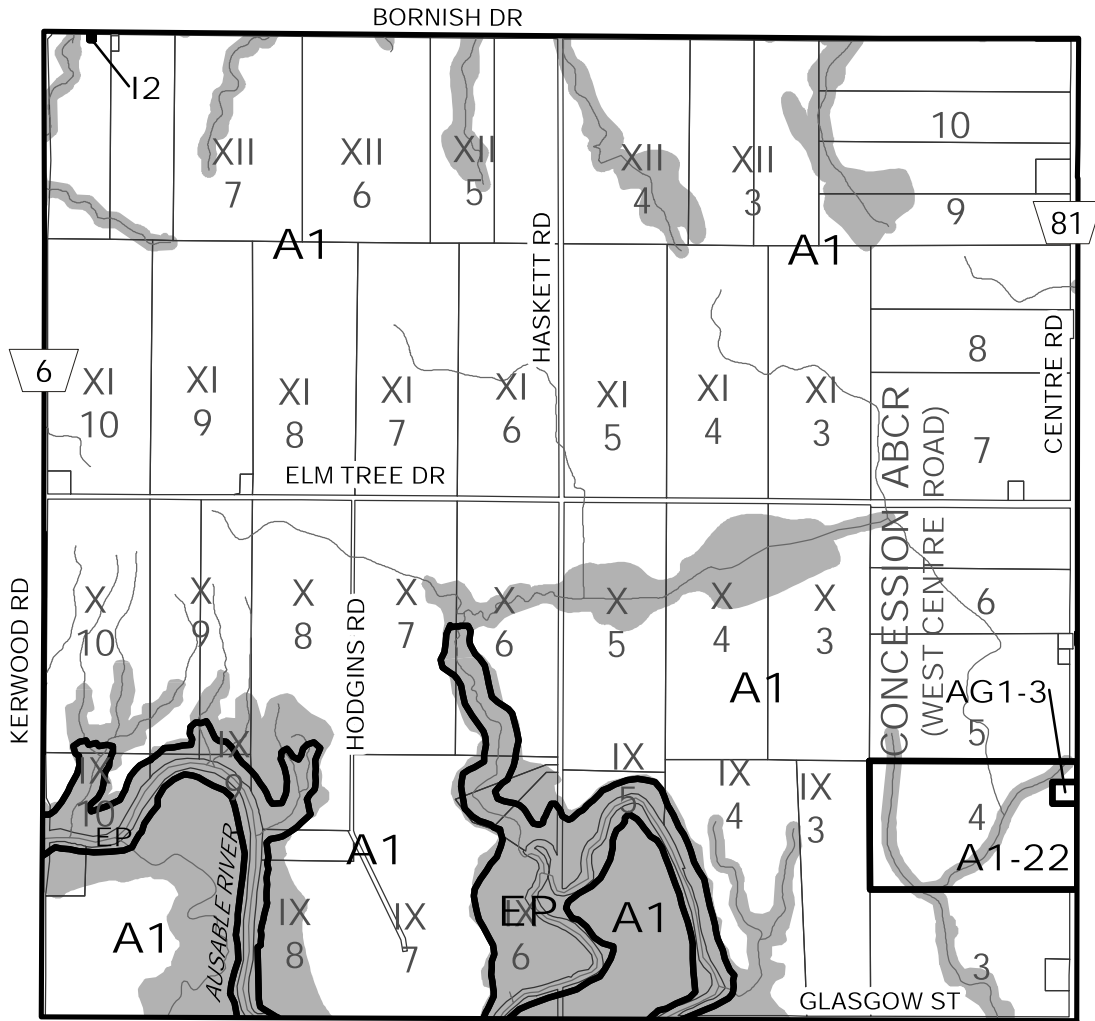 BORNISH DR
I2
XII
7
XII
6
XII
5
XII
4
XII
3
10
9
81
A1
A1
HASKETT RD
6
XI
10
XI
9
XI
8
XI
7
XI
6
XI
5
XI
4
XI
3
8
7
CENTRE RD
ELM TREE DR
CONCESSION ABCR
(WEST CENTRE ROAD)
KERWOOD RD
X
10
X
9
X
8
HODGINS RD
X
7
X
6
X
5
X
4
X
3
6
A1
AG1-3
5
IX
10
EP
IX
9
IX
5
IX
4
IX
3
4
A1-22
A1
AUSABLE RIVER
A1
IX
8
IX
7
EP
IX
6
A1
3
GLASGOW ST